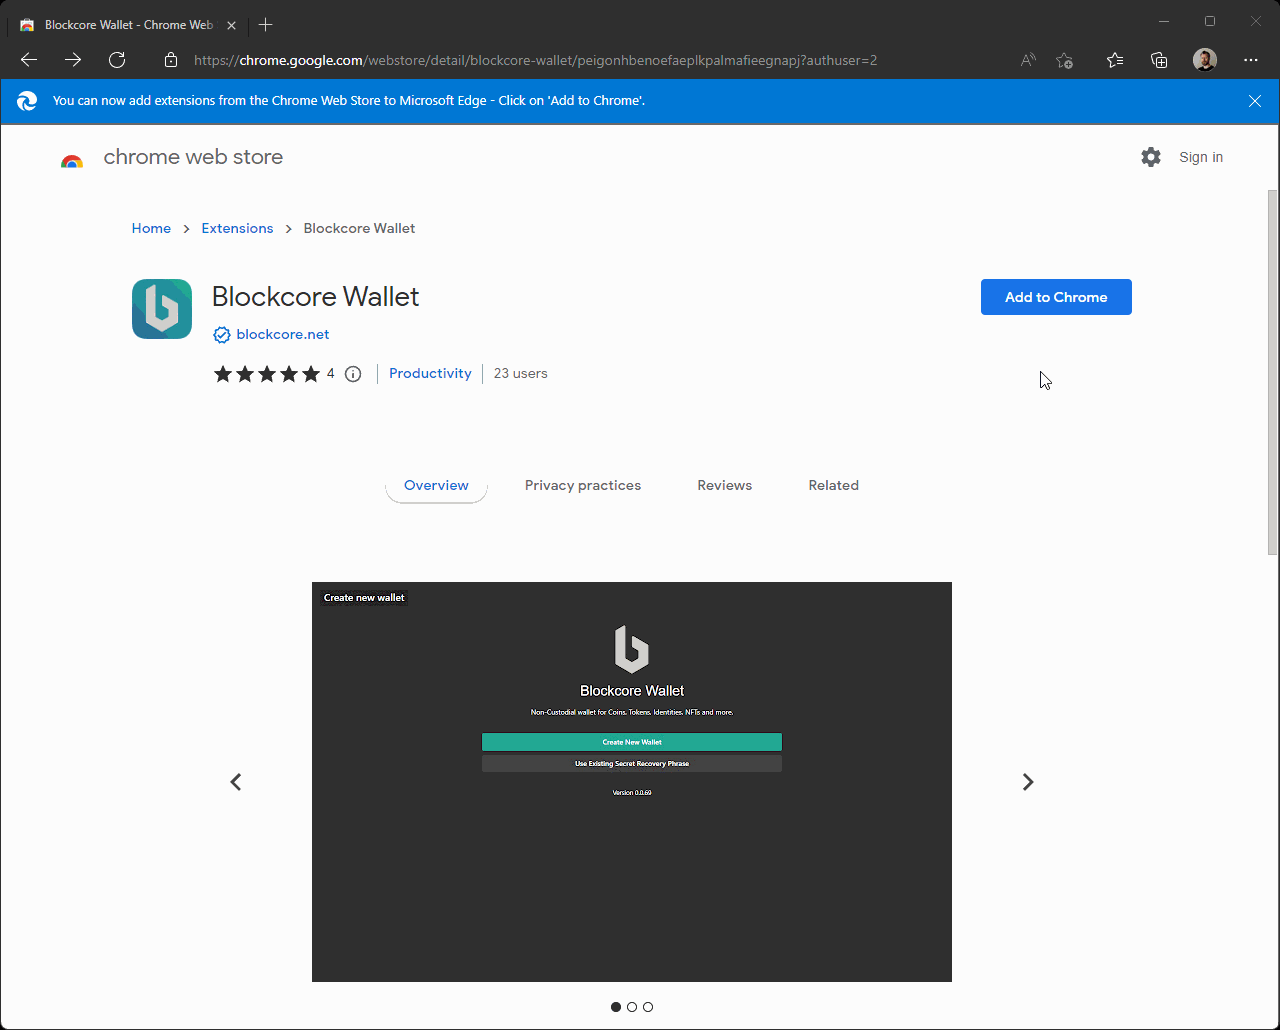 Blockcore Wallet - Chrome Web
https://chrome.google.com/webstore/detail/blockcore-wallet/peigonhbenoefaeplkpalmafieegnapj?authuser=2
You can now add extensions from the Chrome Web Store to Microsoft Edge - Click on 'Add to Chrome'.
chrome web store
Sign in
Home > Extensions > Blockcore Wallet
Blockcore Wallet
Add to Chrome
blockcore.net
4
Productivity
23 users
Overview
Privacy practices
Reviews
Related
Create new wallet
Blockcore Wallet
Non-Custodial wallet for Coins, Tokens, Identities, NFTs and more.
Create New Wallet
Use Existing Secret Recovery Phrase
Version 0.0.69